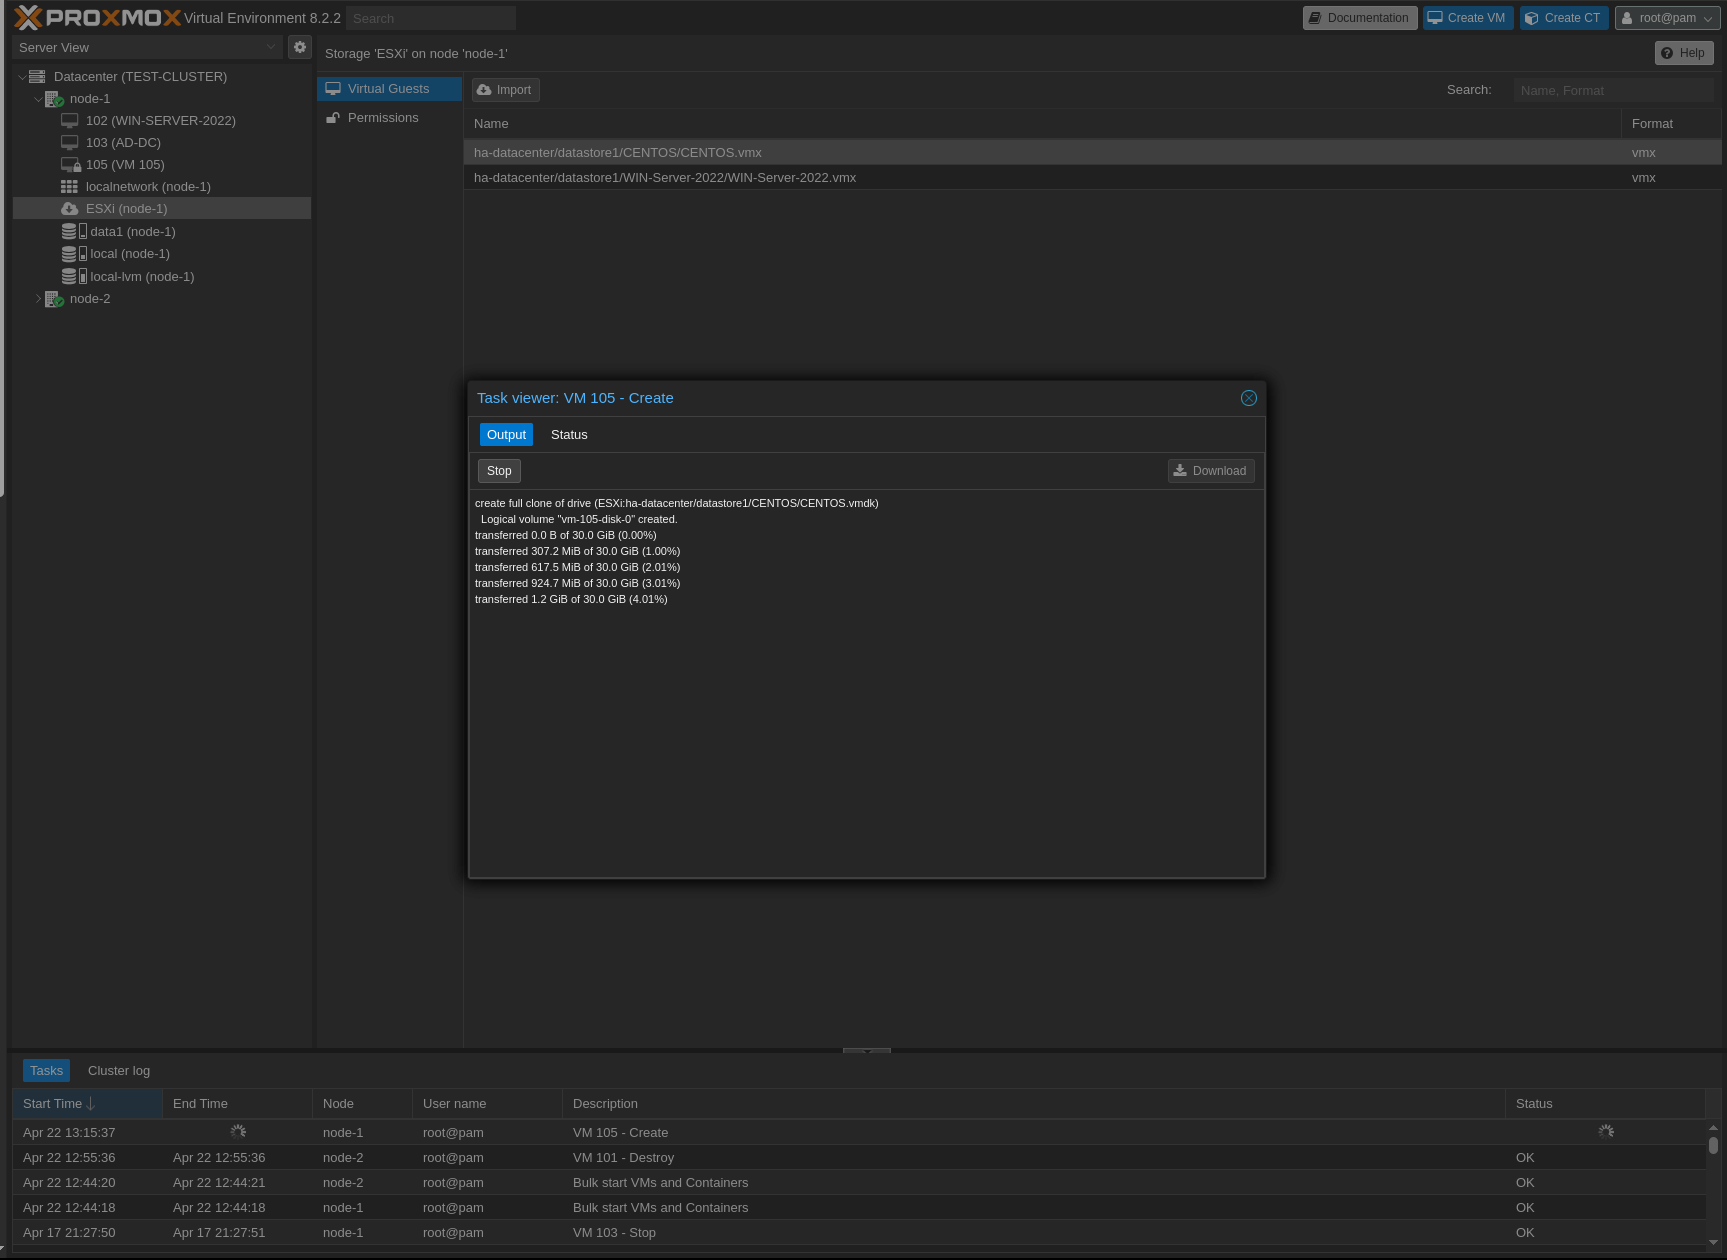 PROXMOX Virtual Environment 8.2.2 Search Documentation Create VM Create CT root@pam
Server View
Storage 'ESXi' on node 'node-1' Help
Datacenter (TEST-CLUSTER)
node-1
102 (WIN-SERVER-2022)
103 (AD-DC)
105 (VM 105)
localnetwork (node-1)
ESXi (node-1)
data1 (node-1)
local (node-1)
local-lvm (node-1)
node-2
Virtual Guests
Permissions
Import Search: Name, Format
Name Format
ha-datacenter/datastore1/CENTOS/CENTOS.vmx vmx
ha-datacenter/datastore1/WIN-Server-2022/WIN-Server-2022.vmx vmx
Task viewer: VM 105 - Create
Output Status
Stop Download
create full clone of drive (ESXi:ha-datacenter/datastore1/CENTOS/CENTOS.vmdk)
Logical volume "vm-105-disk-0" created.
transferred 0.0 B of 30.0 GiB (0.00%)
transferred 307.2 MiB of 30.0 GiB (1.00%)
transferred 617.5 MiB of 30.0 GiB (2.01%)
transferred 924.7 MiB of 30.0 GiB (3.01%)
transferred 1.2 GiB of 30.0 GiB (4.01%)
Tasks Cluster log
Start Time End Time Node User name Description Status
Apr 22 13:15:37 node-1 root@pam VM 105 - Create
Apr 22 12:55:36 Apr 22 12:55:36 node-2 root@pam VM 101 - Destroy OK
Apr 22 12:44:20 Apr 22 12:44:21 node-2 root@pam Bulk start VMs and Containers OK
Apr 22 12:44:18 Apr 22 12:44:18 node-1 root@pam Bulk start VMs and Containers OK
Apr 17 21:27:50 Apr 17 21:27:51 node-1 root@pam VM 103 - Stop OK